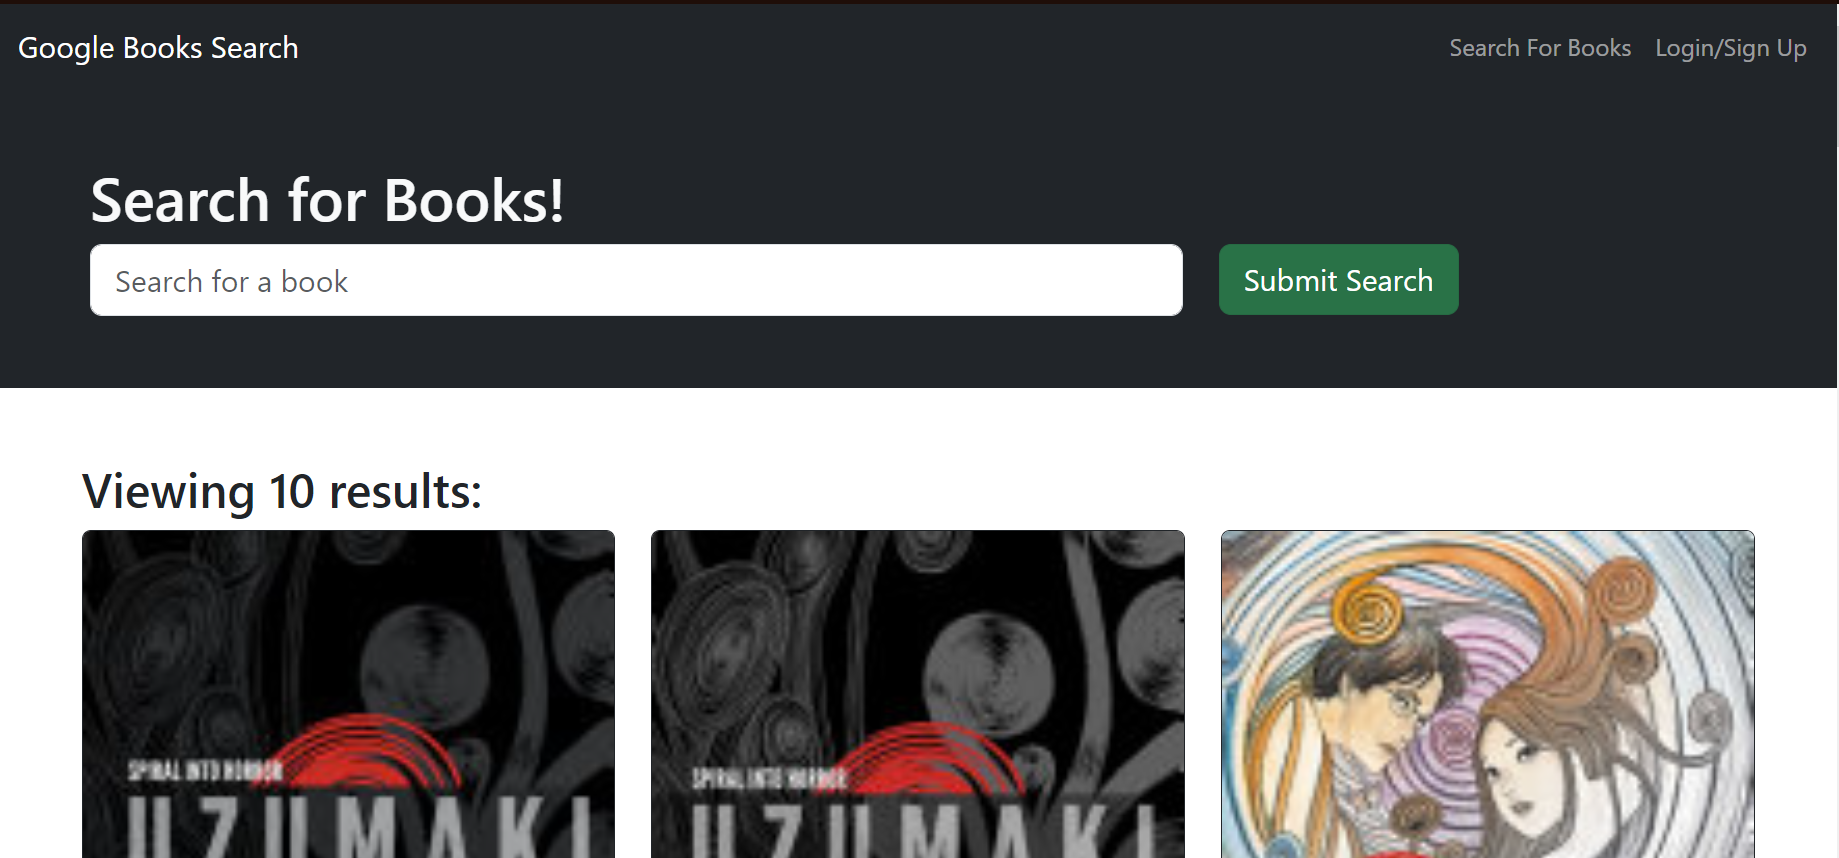 Google Books Search
Search For Books
Login/Sign Up
Search for Books!
Search for a book
Submit Search
Viewing 10 results:
SPIRAL INTO HORROR
UZUMAKI
SPIRAL INTO HORROR
UZUMAKI